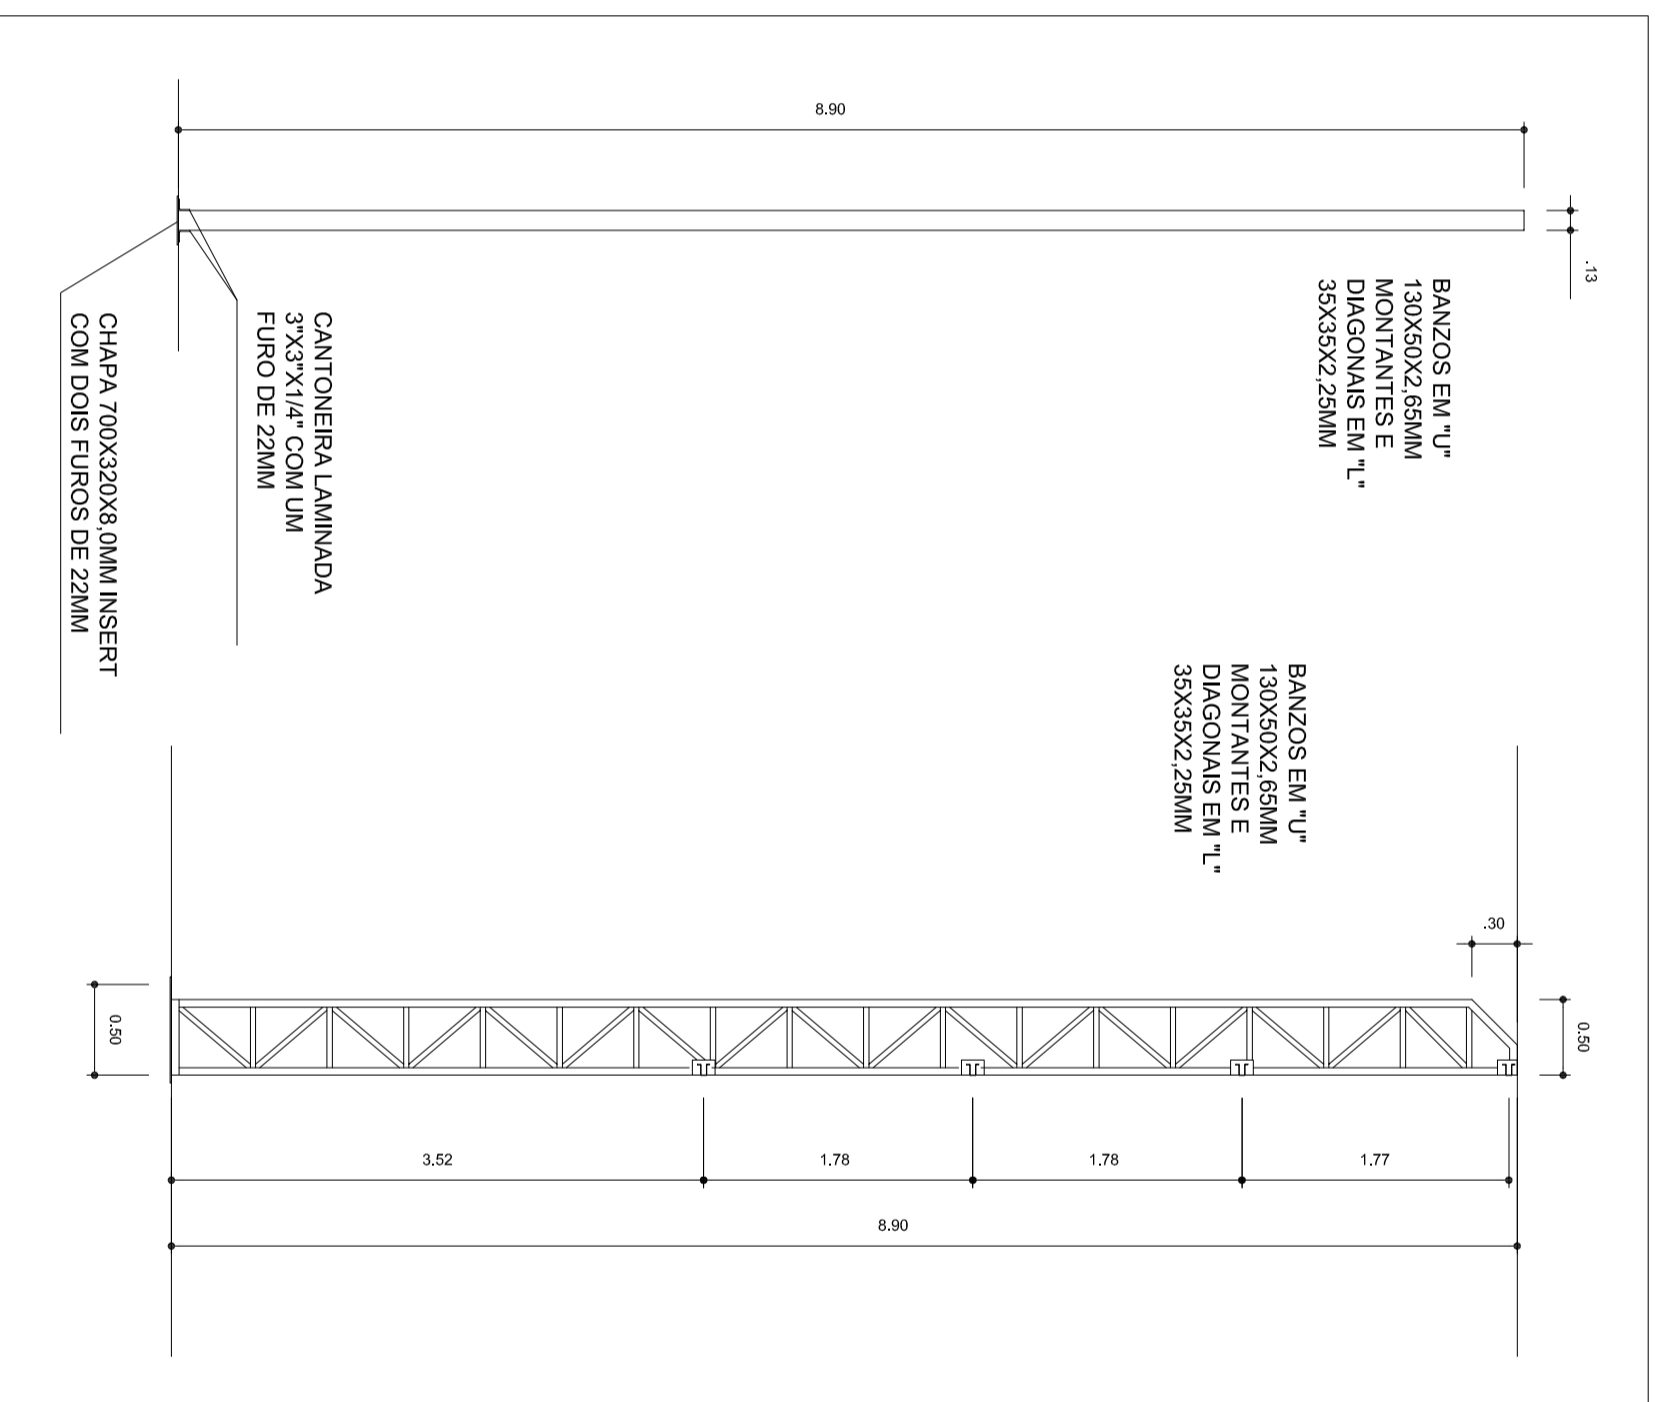 8.90
.13
BANZOS EM "U"
130X50X2,65MM
MONTANTES E
DIAGONAIS EM "L"
35X35X2,25MM
CANTONEIRA LAMINADA
3"X3"X1/4" COM UM
FURO DE 22MM
CHAPA 700X320X8,0MM INSERT
COM DOIS FUROS DE 22MM
BANZOS EM "U"
130X50X2,65MM
MONTANTES E
DIAGONAIS EM "L"
35X35X2,25MM
.30
0.50
0.50
3.52
1.78
1.78
1.77
8.90